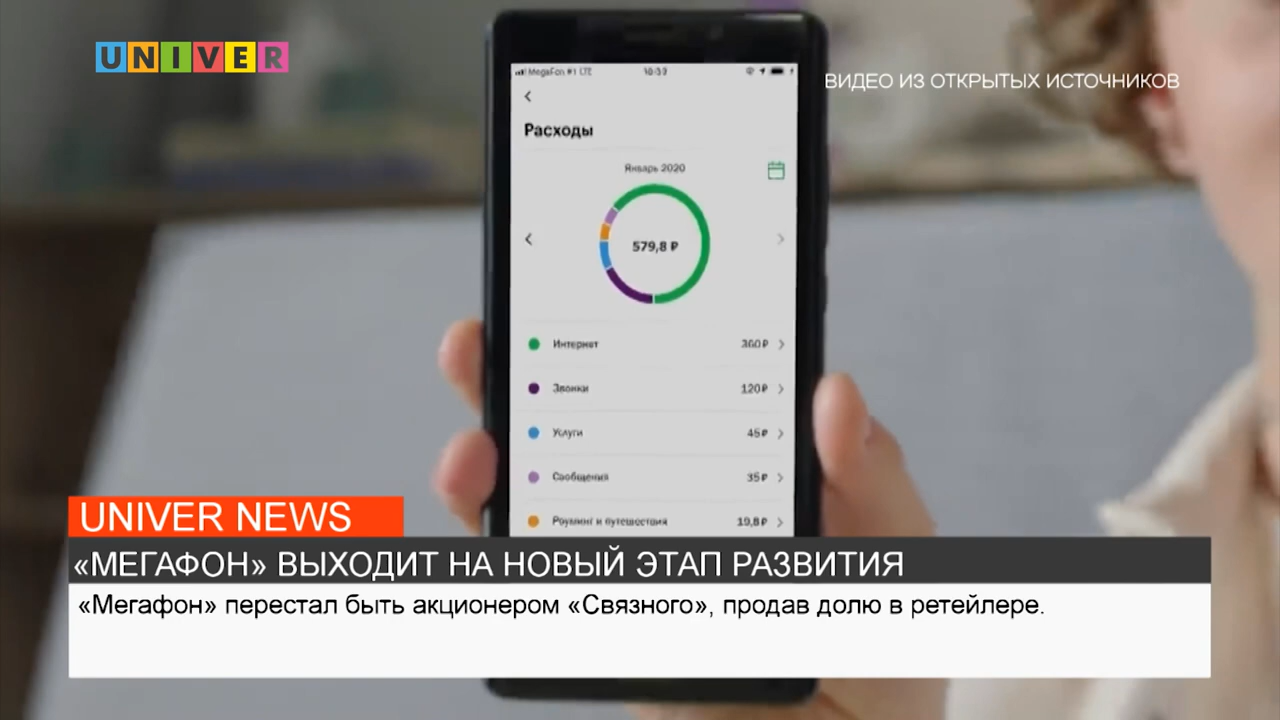 UNIVER
ВИДЕО ИЗ ОТКРЫТЫХ ИСТОЧНИКОВ
MegaFon #1 LTE 10:33
Расходы
Январь 2020
579,8 ₽
Интернет 360 ₽
Звонки 120 ₽
Услуги 45 ₽
Сообщения 35 ₽
Роуминг и путешествия 19,8 ₽
UNIVER NEWS
«МЕГАФОН» ВЫХОДИТ НА НОВЫЙ ЭТАП РАЗВИТИЯ
«Мегафон» перестал быть акционером «Связного», продав долю в ретейлере.